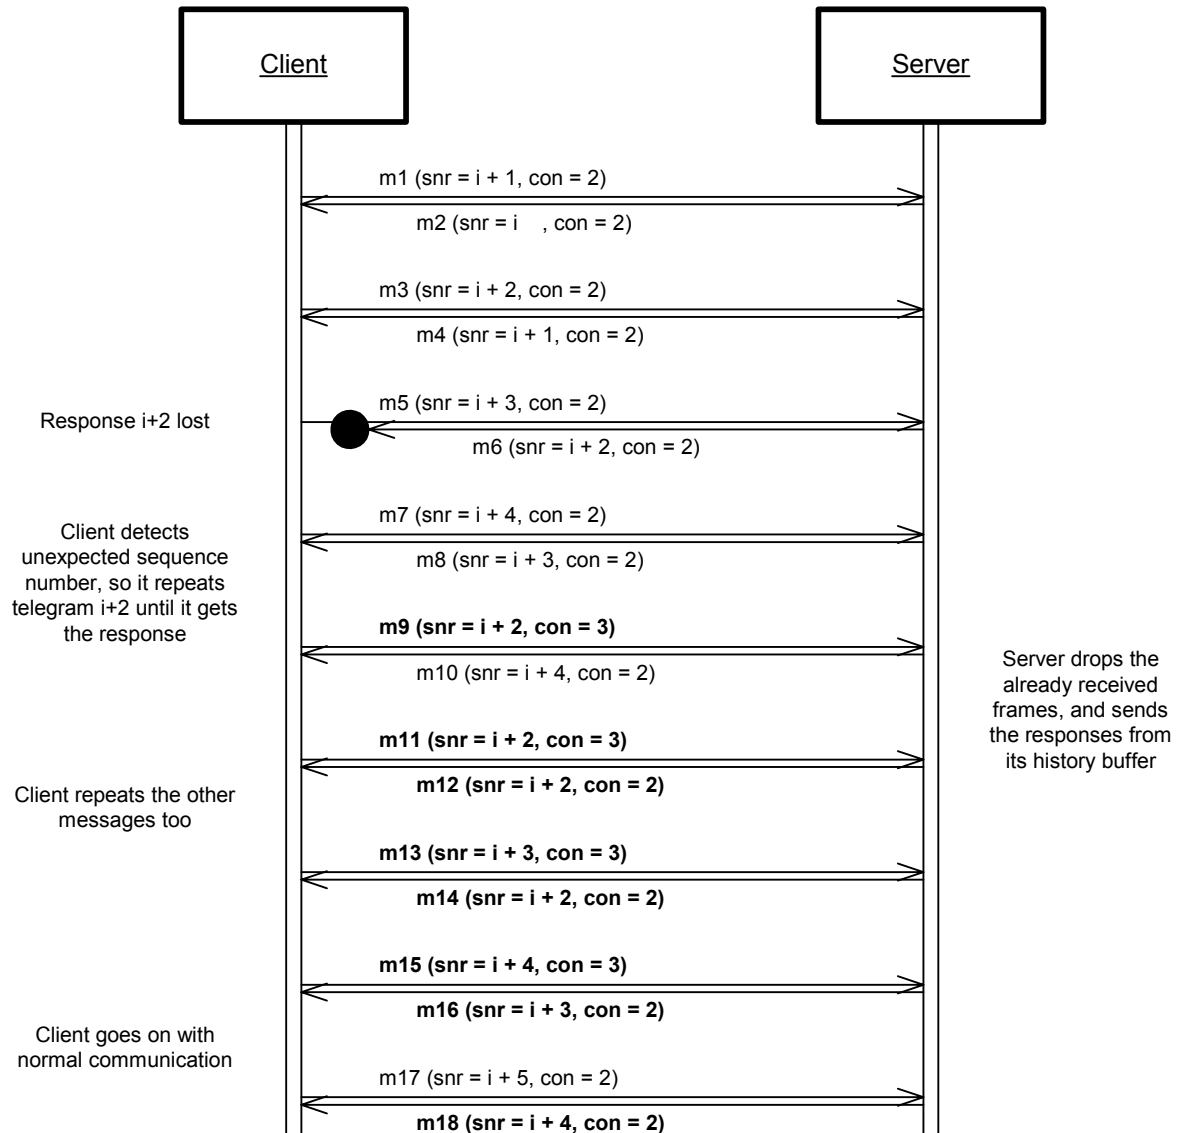 Client
Server
m1 (snr = i + 1, con = 2)
m2 (snr = i , con = 2)
m3 (snr = i + 2, con = 2)
m4 (snr = i + 1, con = 2)
Response i+2 lost
m5 (snr = i + 3, con = 2)
m6 (snr = i + 2, con = 2)
Client detects
unexpected sequence
number, so it repeats
telegram i+2 until it gets
the response
m7 (snr = i + 4, con = 2)
m8 (snr = i + 3, con = 2)
m9 (snr = i + 2, con = 3)
m10 (snr = i + 4, con = 2)
Server drops the
already received
frames, and sends
the responses from
its history buffer
m11 (snr = i + 2, con = 3)
m12 (snr = i + 2, con = 2)
Client repeats the other
messages too
m13 (snr = i + 3, con = 3)
m14 (snr = i + 2, con = 2)
m15 (snr = i + 4, con = 3)
m16 (snr = i + 3, con = 2)
Client goes on with
normal communication
m17 (snr = i + 5, con = 2)
m18 (snr = i + 4, con = 2)